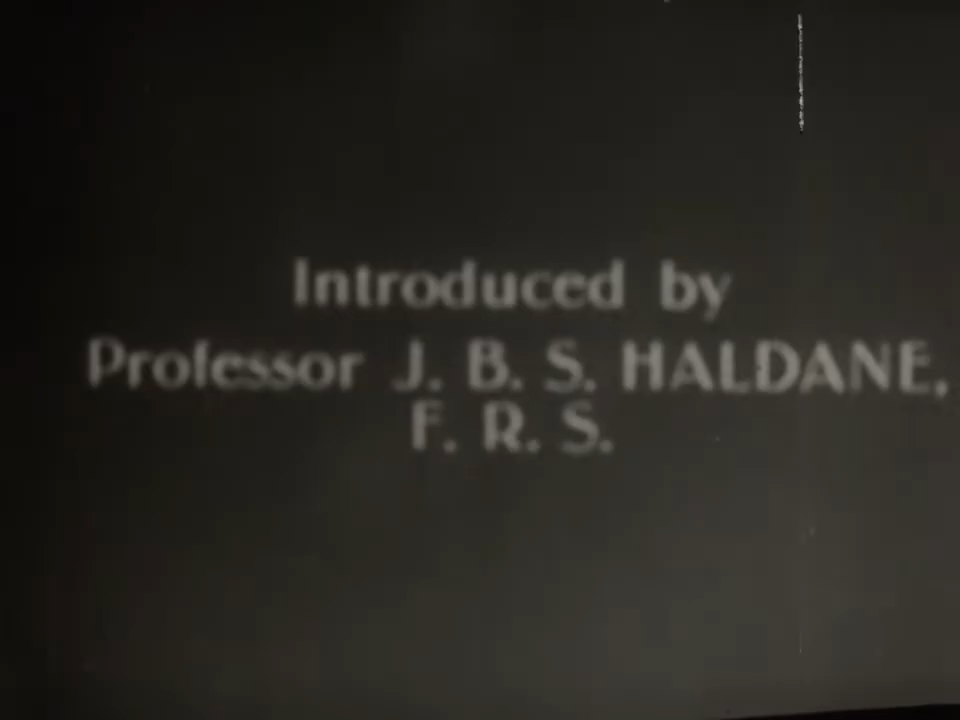 Introduced by
Professor J. B. S. HALDANE,
F. R. S.